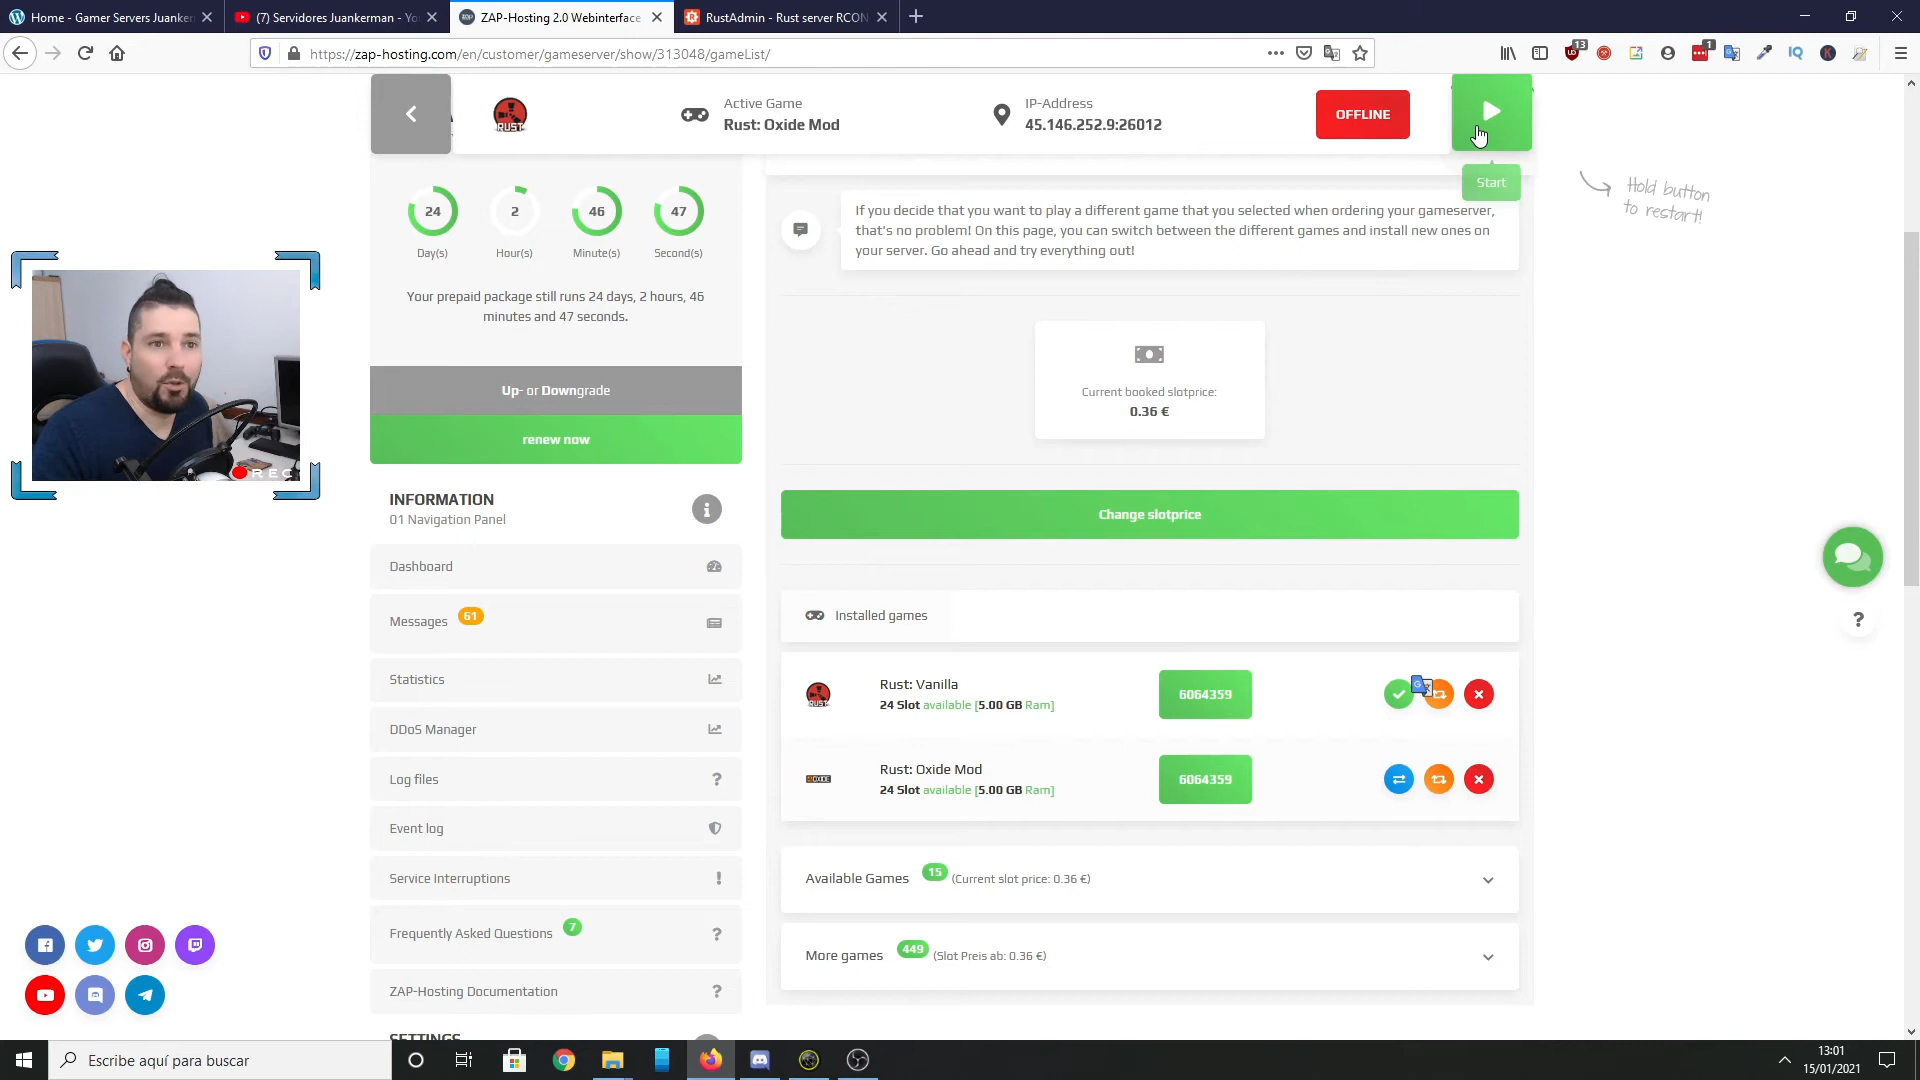 Home - Gamer Servers Juanker
(7) Servidores Juankerman - Yo
ZAP-Hosting 2.0 Webinterface
RustAdmin - Rust server RCON
https://zap-hosting.com/en/customer/gameserver/show/313048/gameList/
13
1
IQ
K
RUST
Active Game
Rust: Oxide Mod
IP-Address
45.146.252.9:26012
OFFLINE
Start
Hold button
to restart!
24
2
46
47
Day(s)
Hour(s)
Minute(s)
Second(s)
Your prepaid package still runs 24 days, 2 hours, 46
minutes and 47 seconds.
Up- or Downgrade
renew now
INFORMATION
01 Navigation Panel
Dashboard
Messages 61
Statistics
DDoS Manager
Log files
Event log
Service Interruptions
Frequently Asked Questions 7
ZAP-Hosting Documentation
SETTINGS
If you decide that you want to play a different game that you selected when ordering your gameserver,
that's no problem! On this page, you can switch between the different games and install new ones on
your server. Go ahead and try everything out!
Current booked slotprice:
0.36 €
Change slotprice
Installed games
RUST
Rust: Vanilla
24 Slot available [5.00 GB Ram]
6064359
OXIDE
Rust: Oxide Mod
24 Slot available [5.00 GB Ram]
6064359
Available Games 15 (Current slot price: 0.36 €)
More games 449 (Slot Preis ab: 0.36 €)
REC
?
Escribe aquí para buscar
13:01
15/01/2021